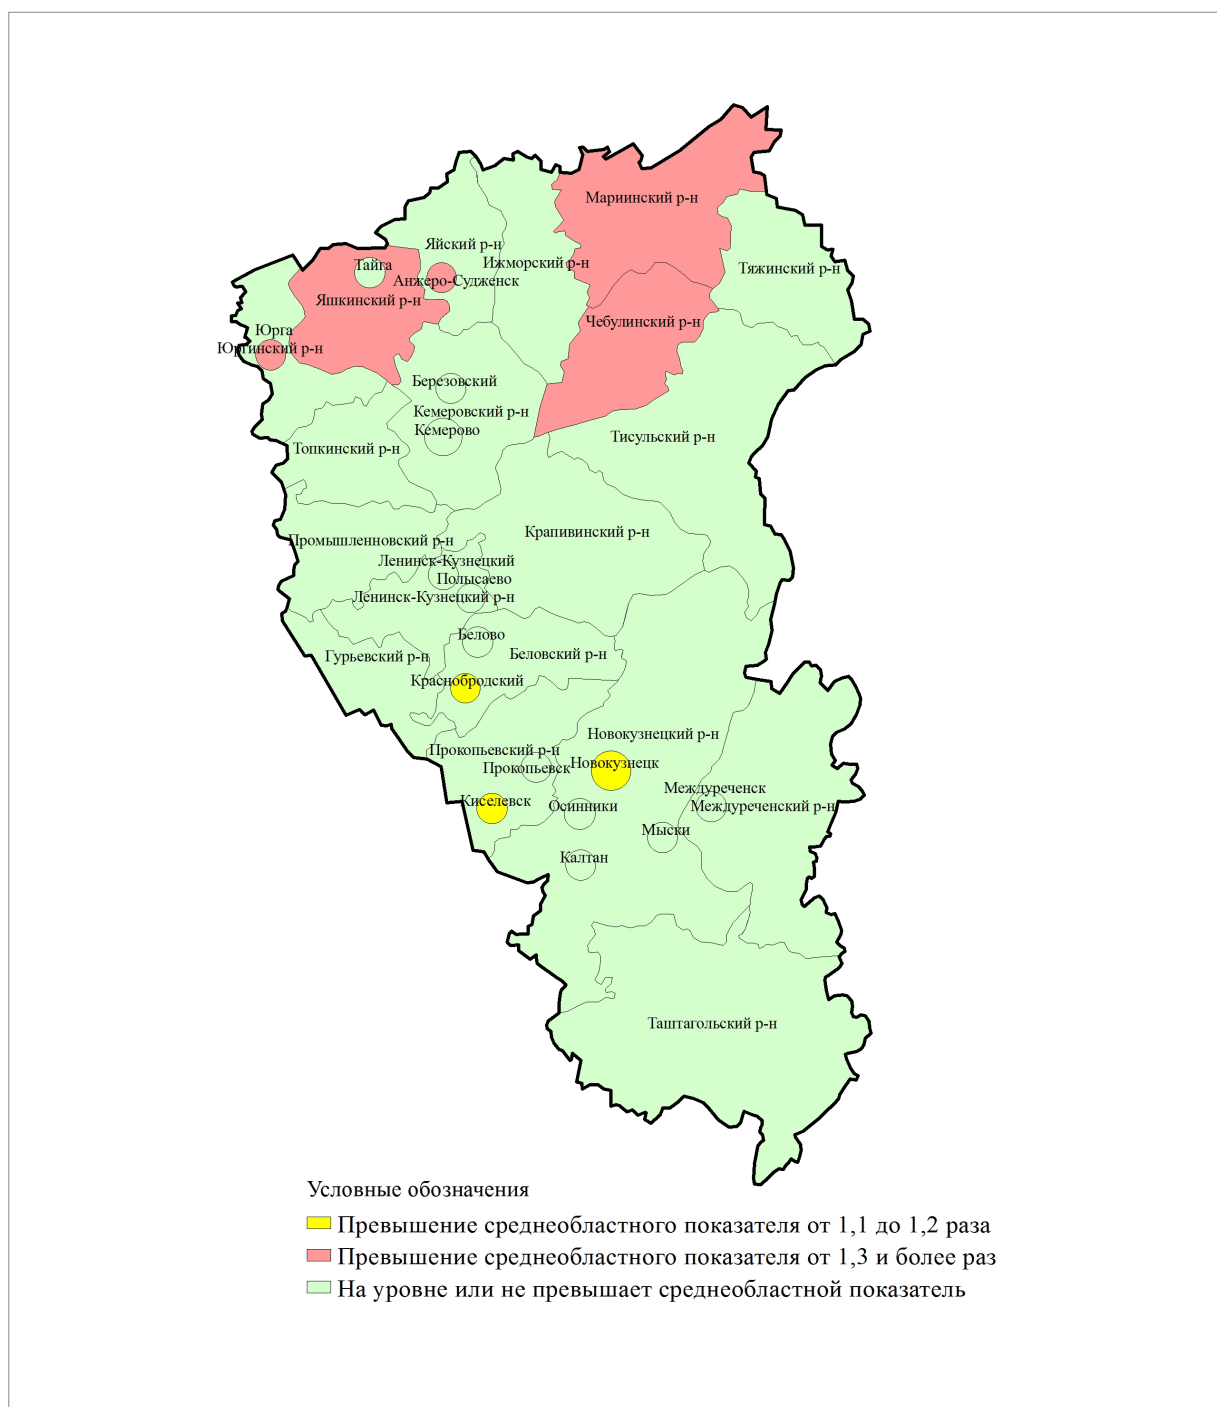 Мариинский р-н
Яйский р-н
Ижморский р-н
Тайга
Тяжинский р-н
Анжеро-Судженск
Яшкинский р-н
Чебулинский р-н
Юрга
Юргинский р-н
Березовский
Кемеровский р-н
Кемерово
Тисульский р-н
Топкинский р-н
Крапивинский р-н
Промышленновский р-н
Ленинск-Кузнецкий
Полысаево
Ленинск-Кузнецкий р-н
Белово
Беловский р-н
Гурьевский р-н
Краснобродский
Новокузнецкий р-н
Прокопьевский р-н
Новокузнецк
Прокопьевск
Междуреченск
Киселевск
Осинники
Междуреченский р-н
Мыски
Калтан
Таштагольский р-н
Условные обозначения
Превышение среднеобластного показателя от 1,1 до 1,2 раза
Превышение среднеобластного показателя от 1,3 и более раз
На уровне или не превышает среднеобластной показатель